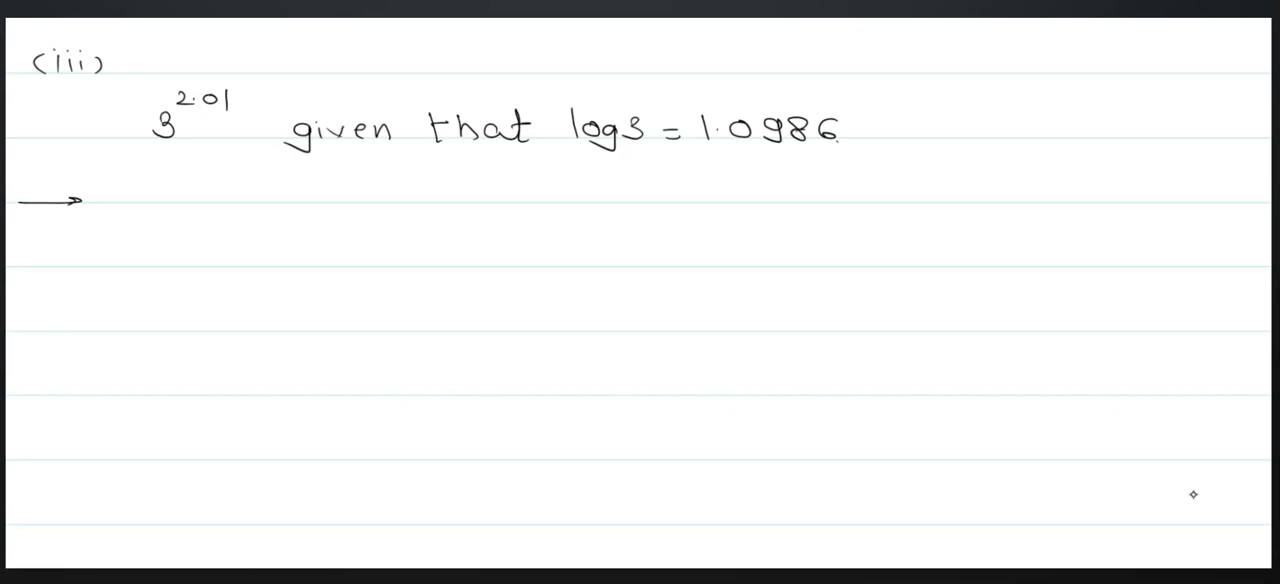 (iii)
3^2.01 given that log3 = 1.0986